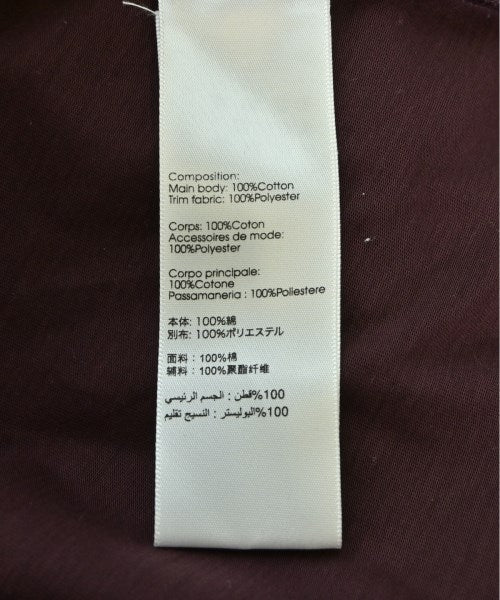 Composition:
Main body: 100%Cotton
Trim fabric: 100%Polyester
Corps: 100%Coton
Accessoires de mode:
100%Polyester
Corpo principale:
100%Cotone
Passamaneria : 100%Poliestere
本体: 100%綿
別布: 100%ポリエステル
面料 : 100%棉
辅料 : 100%聚脂纤维
100%قطن : الجسم الرئيسي
100%البوليستر : النسيج تقليم